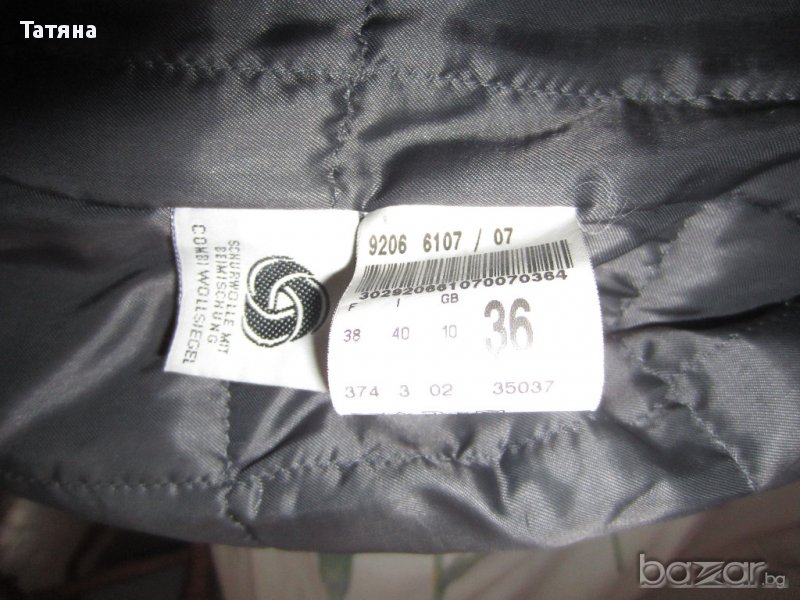 Татяна
SCHURWOLLE MIT
BEIMISCHUNG
COMBI WOLLSIEGEL
9206 6107 / 07
302920661070070364
F I GB
38 40 10 36
374 3 02 35037
bazar.bg